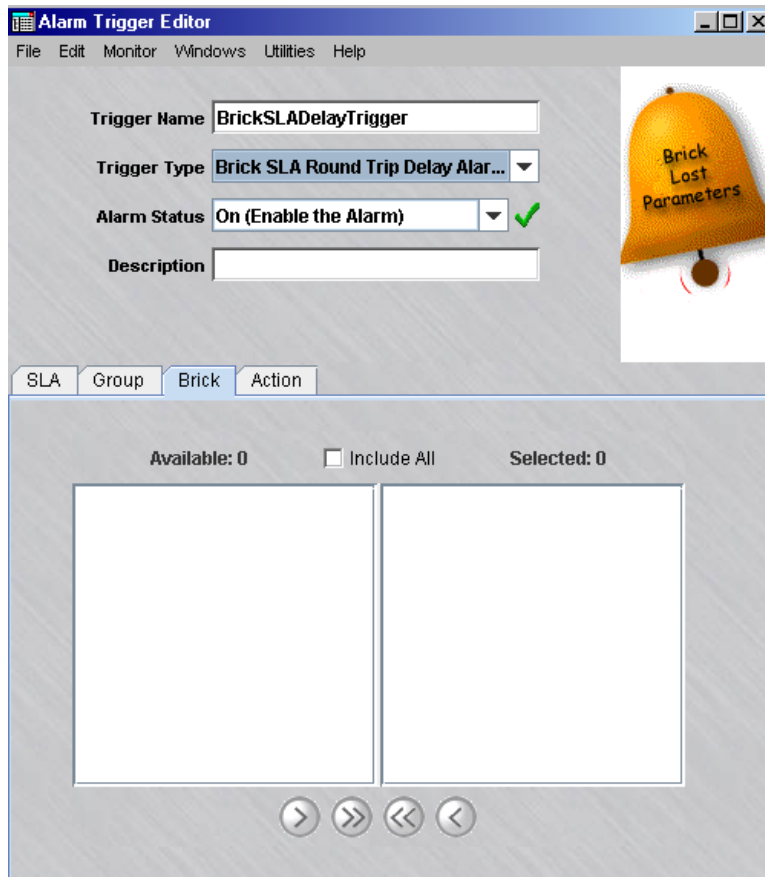 Alarm Trigger Editor
File Edit Monitor Windows Utilities Help
Trigger Name BrickSLADelayTrigger
Trigger Type Brick SLA Round Trip Delay Alar...
Alarm Status On (Enable the Alarm)
Description
Brick
Lost
Parameters
SLA Group Brick Action
Available: 0 Include All Selected: 0